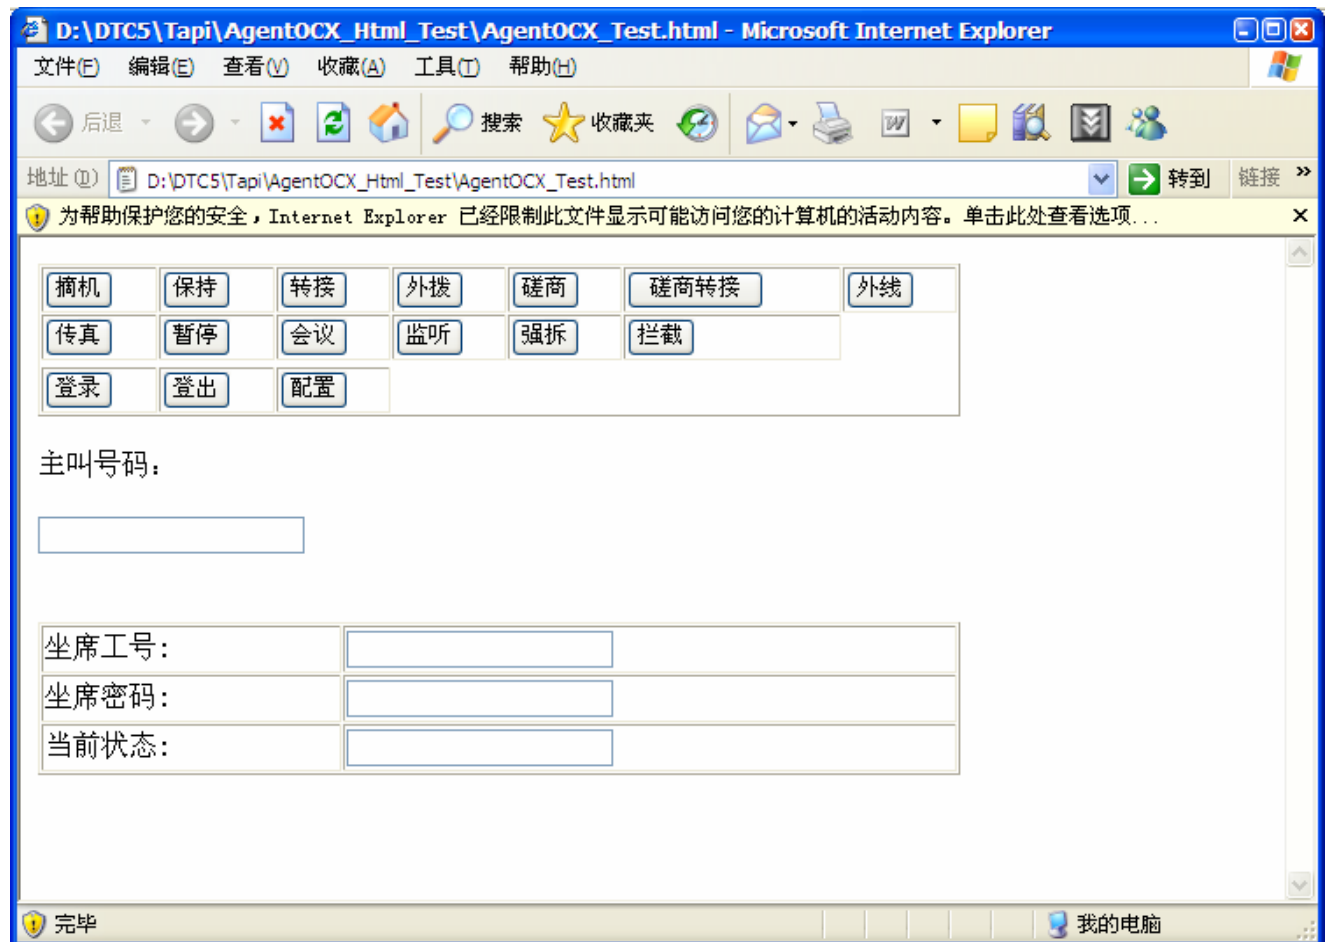 D:\DTC5\Tapi\AgentOCX_Html_Test\AgentOCX_Test.html - Microsoft Internet Explorer
文件(F) 编辑(E) 查看(V) 收藏(A) 工具(T) 帮助(H)
后退 搜索 收藏夹 W
地址(D) D:\DTC5\Tapi\AgentOCX_Html_Test\AgentOCX_Test.html 转到 链接 »
为帮助保护您的安全，Internet Explorer 已经限制此文件显示可能访问您的计算机的活动内容。单击此处查看选项...
摘机 保持 转接 外拨 磋商 磋商转接 外线
传真 暂停 会议 监听 强拆 拦截
登录 登出 配置
主叫号码：
坐席工号:
坐席密码:
当前状态:
完毕 我的电脑